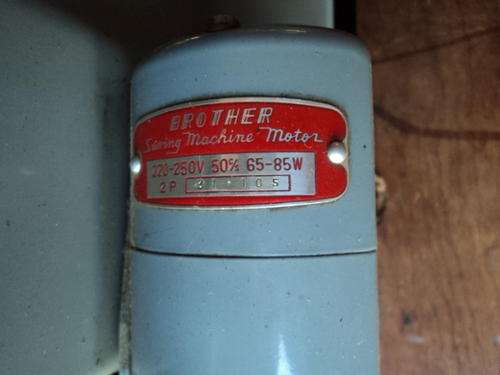 BROTHER
Sewing Machine Motor
220-250V 50% 65-85W
2P